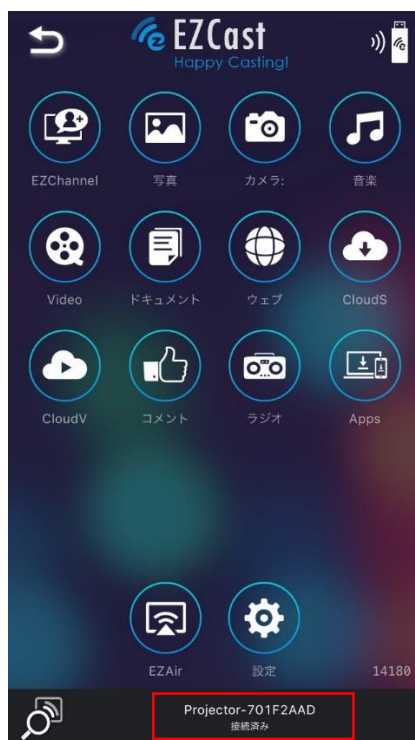 EZCast
Happy Casting!
EZChannel
写真
カメラ:
音楽
Video
ドキュメント
ウェブ
CloudS
CloudV
コメント
ラジオ
Apps
EZAir
設定
14180
Projector-701F2AAD
接続済み